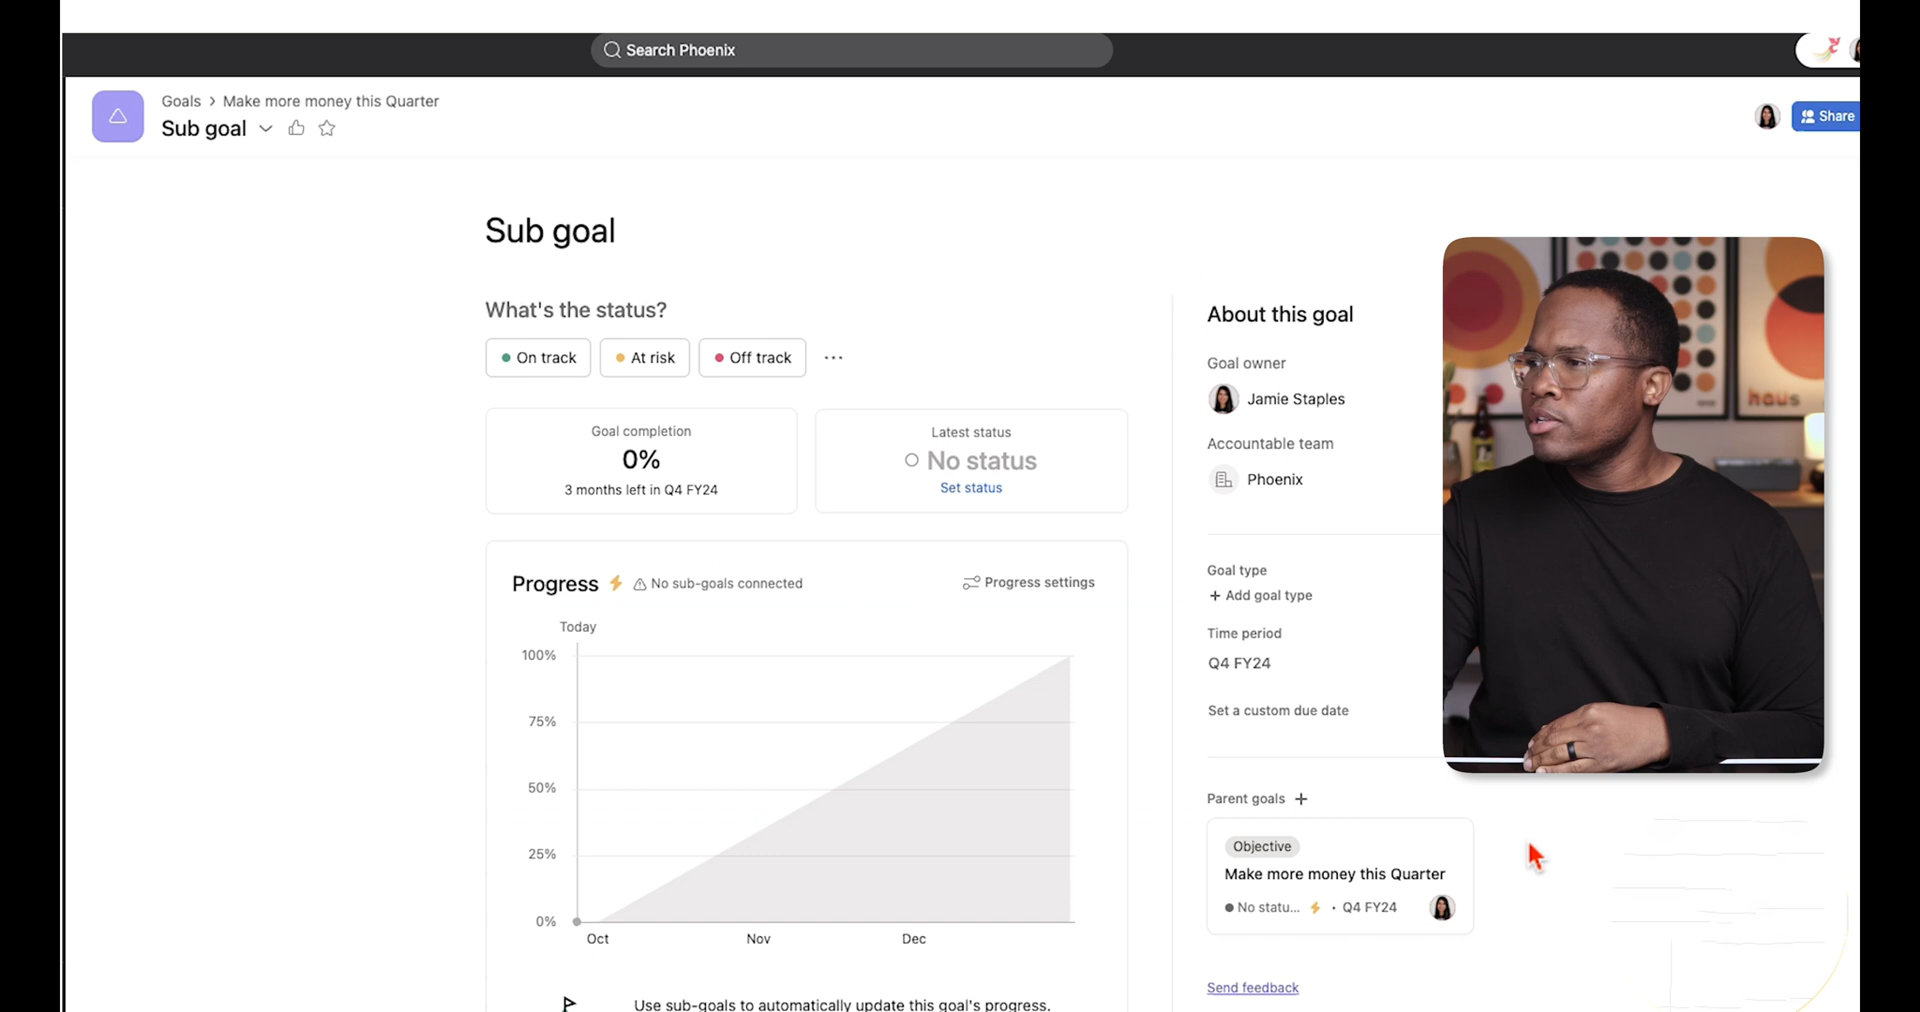 Search Phoenix
Goals > Make more money this Quarter
Sub goal
Share
Sub goal
What's the status?
On track
At risk
Off track
Goal completion
0%
3 months left in Q4 FY24
Latest status
No status
Set status
Progress
No sub-goals connected
Progress settings
Today
100%
75%
50%
25%
0%
Oct
Nov
Dec
Use sub-goals to automatically update this goal's progress.
About this goal
Goal owner
Jamie Staples
Accountable team
Phoenix
Goal type
+ Add goal type
Time period
Q4 FY24
Set a custom due date
Parent goals +
Objective
Make more money this Quarter
No statu... • Q4 FY24
Send feedback
haus